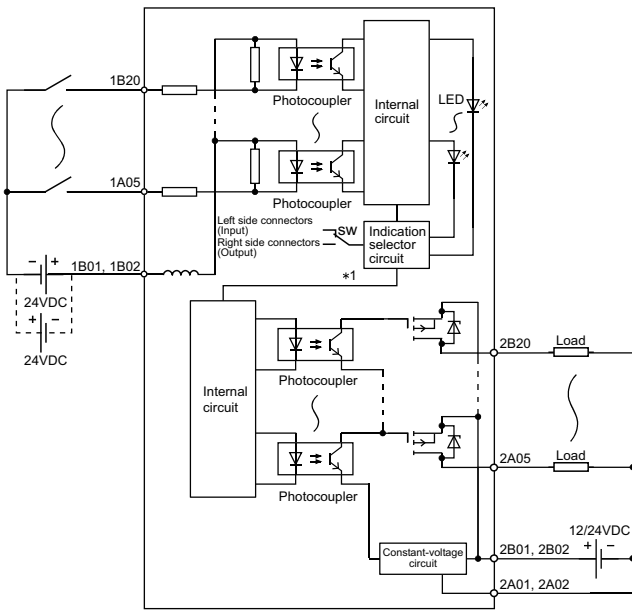 1B20
Photocoupler
Internal
circuit
LED
1A05
Photocoupler
Left side connectors
(Input)
SW
Right side connectors
(Output)
Indication
selector
circuit
− +
1B01, 1B02
24VDC
+ −
24VDC
*1
Internal
circuit
Photocoupler
2B20
Load
Photocoupler
2A05
Load
12/24VDC
+ −
Constant-voltage
circuit
2B01, 2B02
2A01, 2A02